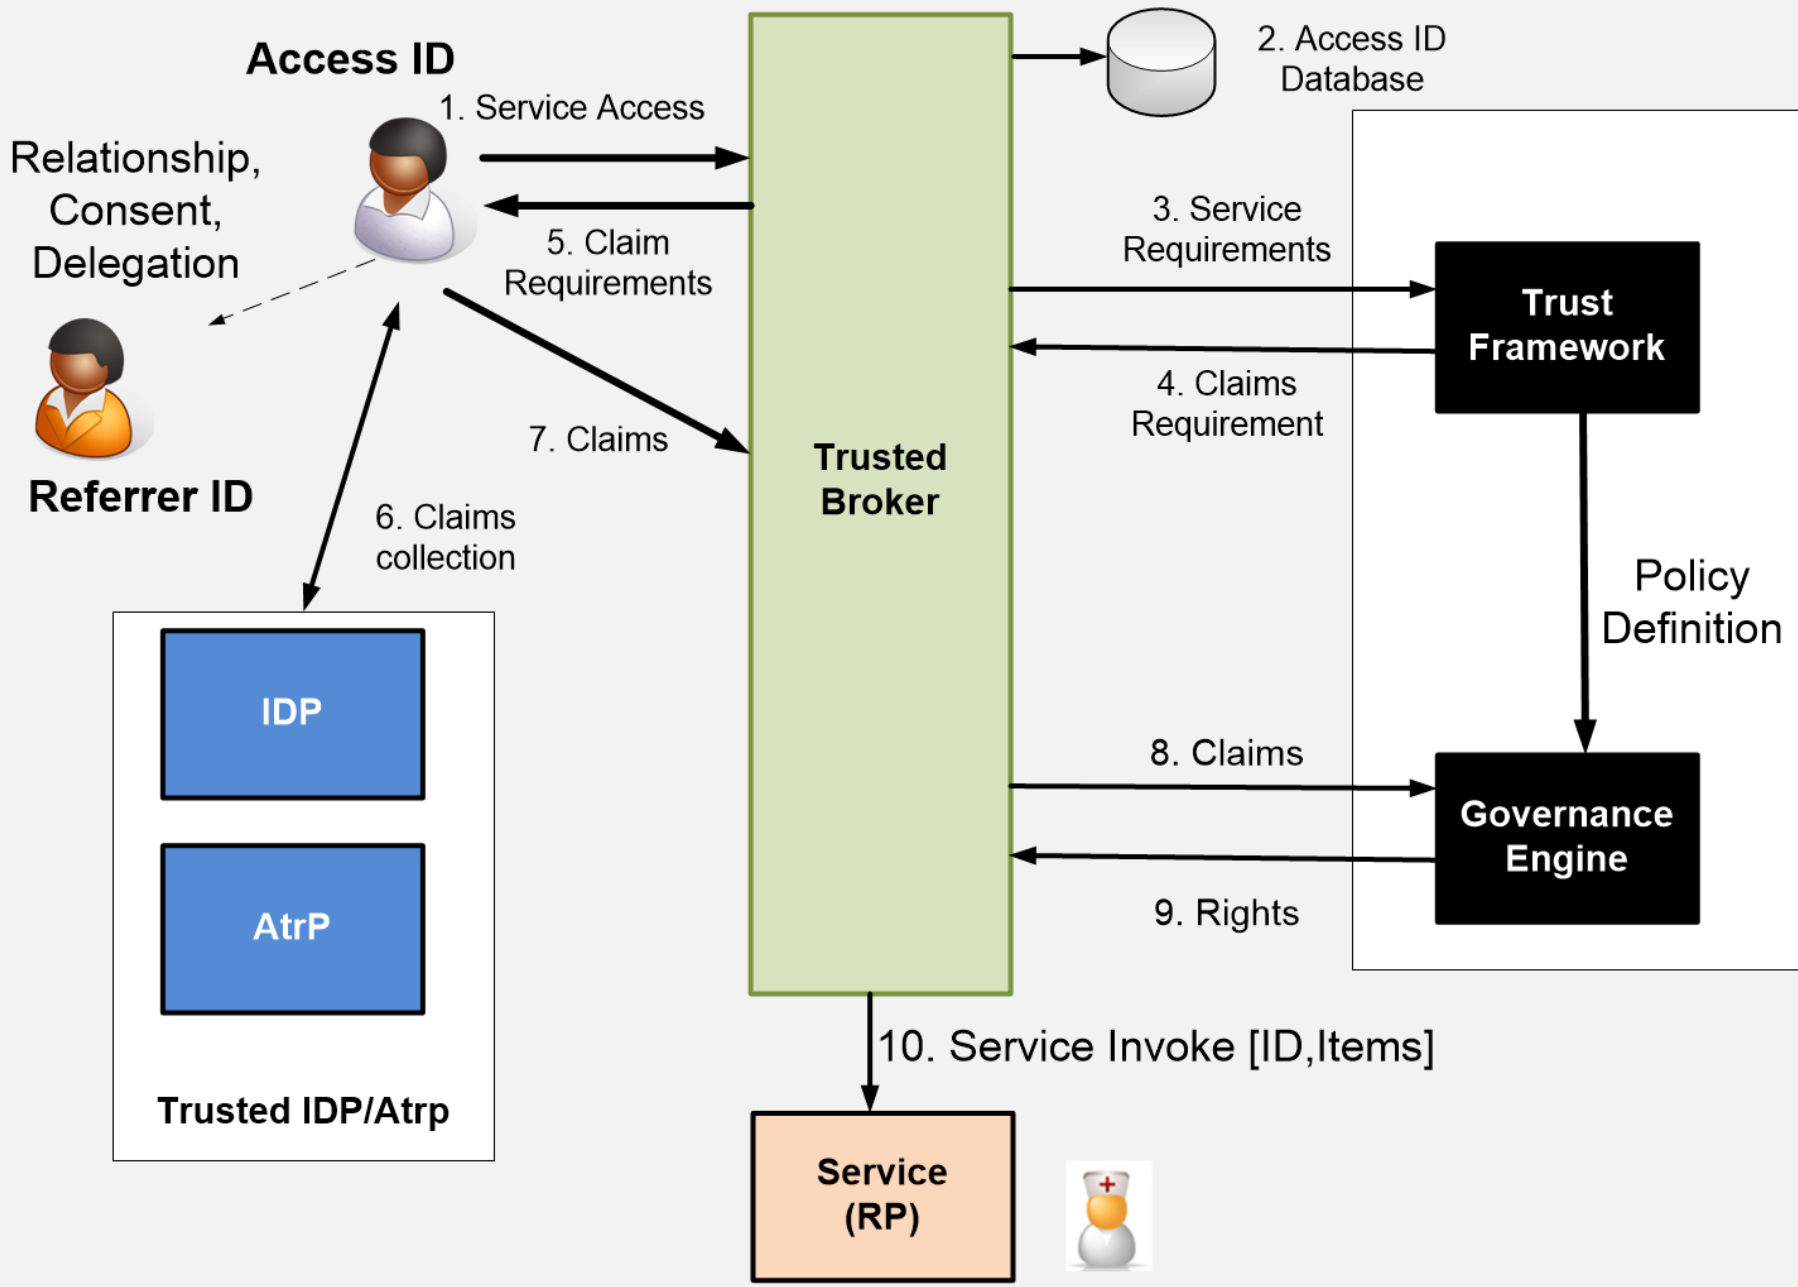 Access ID
1. Service Access
2. Access ID
Database
Relationship,
Consent,
Delegation
5. Claim
Requirements
3. Service
Requirements
Trust
Framework
4. Claims
Requirement
7. Claims
Trusted
Broker
Referrer ID
6. Claims
collection
Policy
Definition
IDP
8. Claims
Governance
Engine
AtrP
9. Rights
10. Service Invoke [ID,Items]
Trusted IDP/Atrp
Service
(RP)